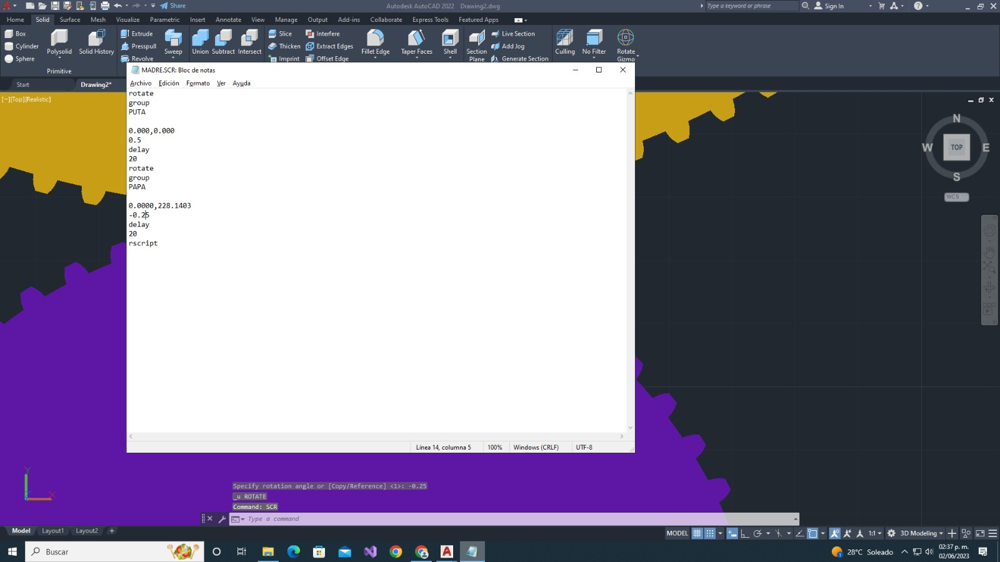 Share
Autodesk AutoCAD 2022 Drawing2.dwg
Type a keyword or phrase
Sign In
Home Solid Surface Mesh Visualize Parametric Insert Annotate View Manage Output Add-ins Collaborate Express Tools Featured Apps
Box
Cylinder
Sphere
Polysolid
Solid History
Primitive
Extrude
Presspull
Revolve
Sweep
Union
Subtract
Intersect
Slice
Thicken
Imprint
Interfere
Extract Edges
Offset Edge
Fillet Edge
Taper Faces
Shell
Section
Plane
Live Section
Add Jog
Generate Section
Culling
No Filter
Rotate
Gizmo
Start
Drawing2*
[−][Top][Realistic]
MADRE.SCR: Bloc de notas
Archivo Edición Formato Ver Ayuda
rotate
group
PUTA
0.000,0.000
0.5
delay
20
rotate
group
PAPA
0.0000,228.1403
-0.25
delay
20
rscript
Línea 14, columna 5
100%
Windows (CRLF)
UTF-8
N
W
TOP
E
S
WCS
Y
X
Specify rotation angle or [Copy/Reference] <1>: -0.25
_u ROTATE
Command: SCR
Type a command
Model Layout1 Layout2 +
MODEL
1:1
3D Modeling
Buscar
28°C Soleado
02:37 p. m.
02/06/2023